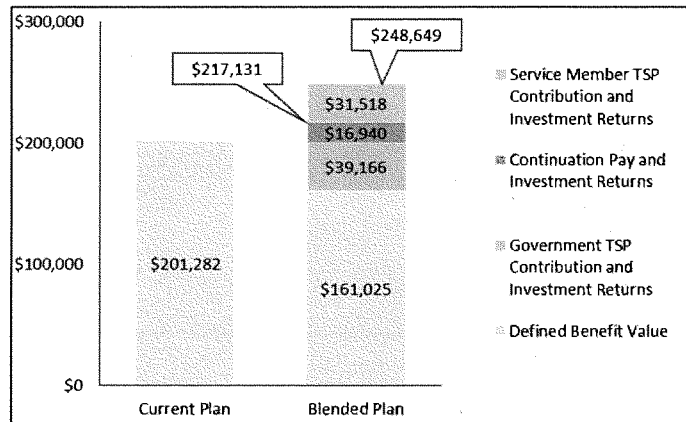 $300,000
$248,649
$217,131
$31,518
$16,940
$200,000
$39,166
$201,282
$161,025
$100,000
$0
Current Plan
Blended Plan
Service Member TSP
Contribution and
Investment Returns
Continuation Pay and
Investment Returns
Government TSP
Contribution and
Investment Returns
Defined Benefit Value